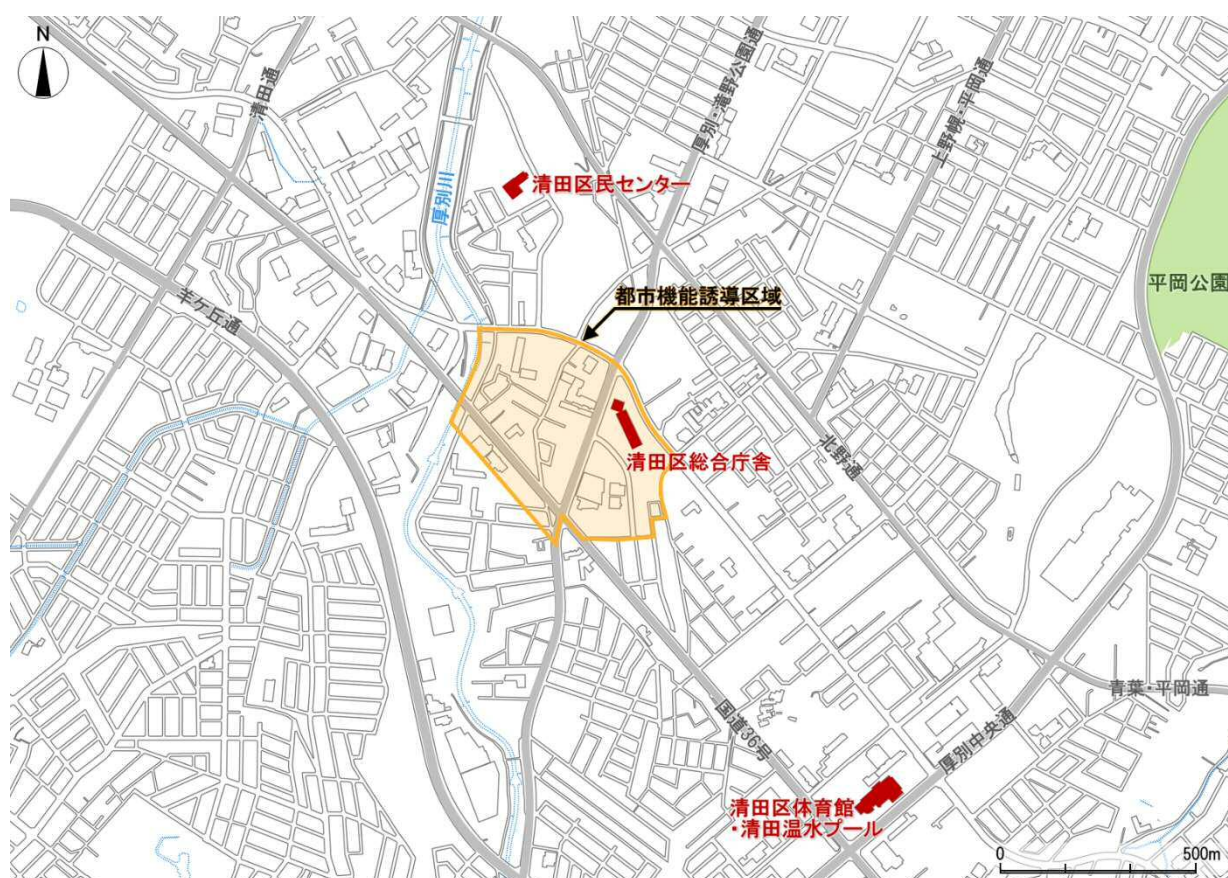 N
清田通
厚別川
清田区民センター
厚別・滝野公園通
上野幌・平岡通
平岡公園
羊ケ丘通
都市機能誘導区域
清田区総合庁舎
北野通
青葉・平岡通
国道36号
厚別中央通
清田区体育館
・清田温水プール
0
500m